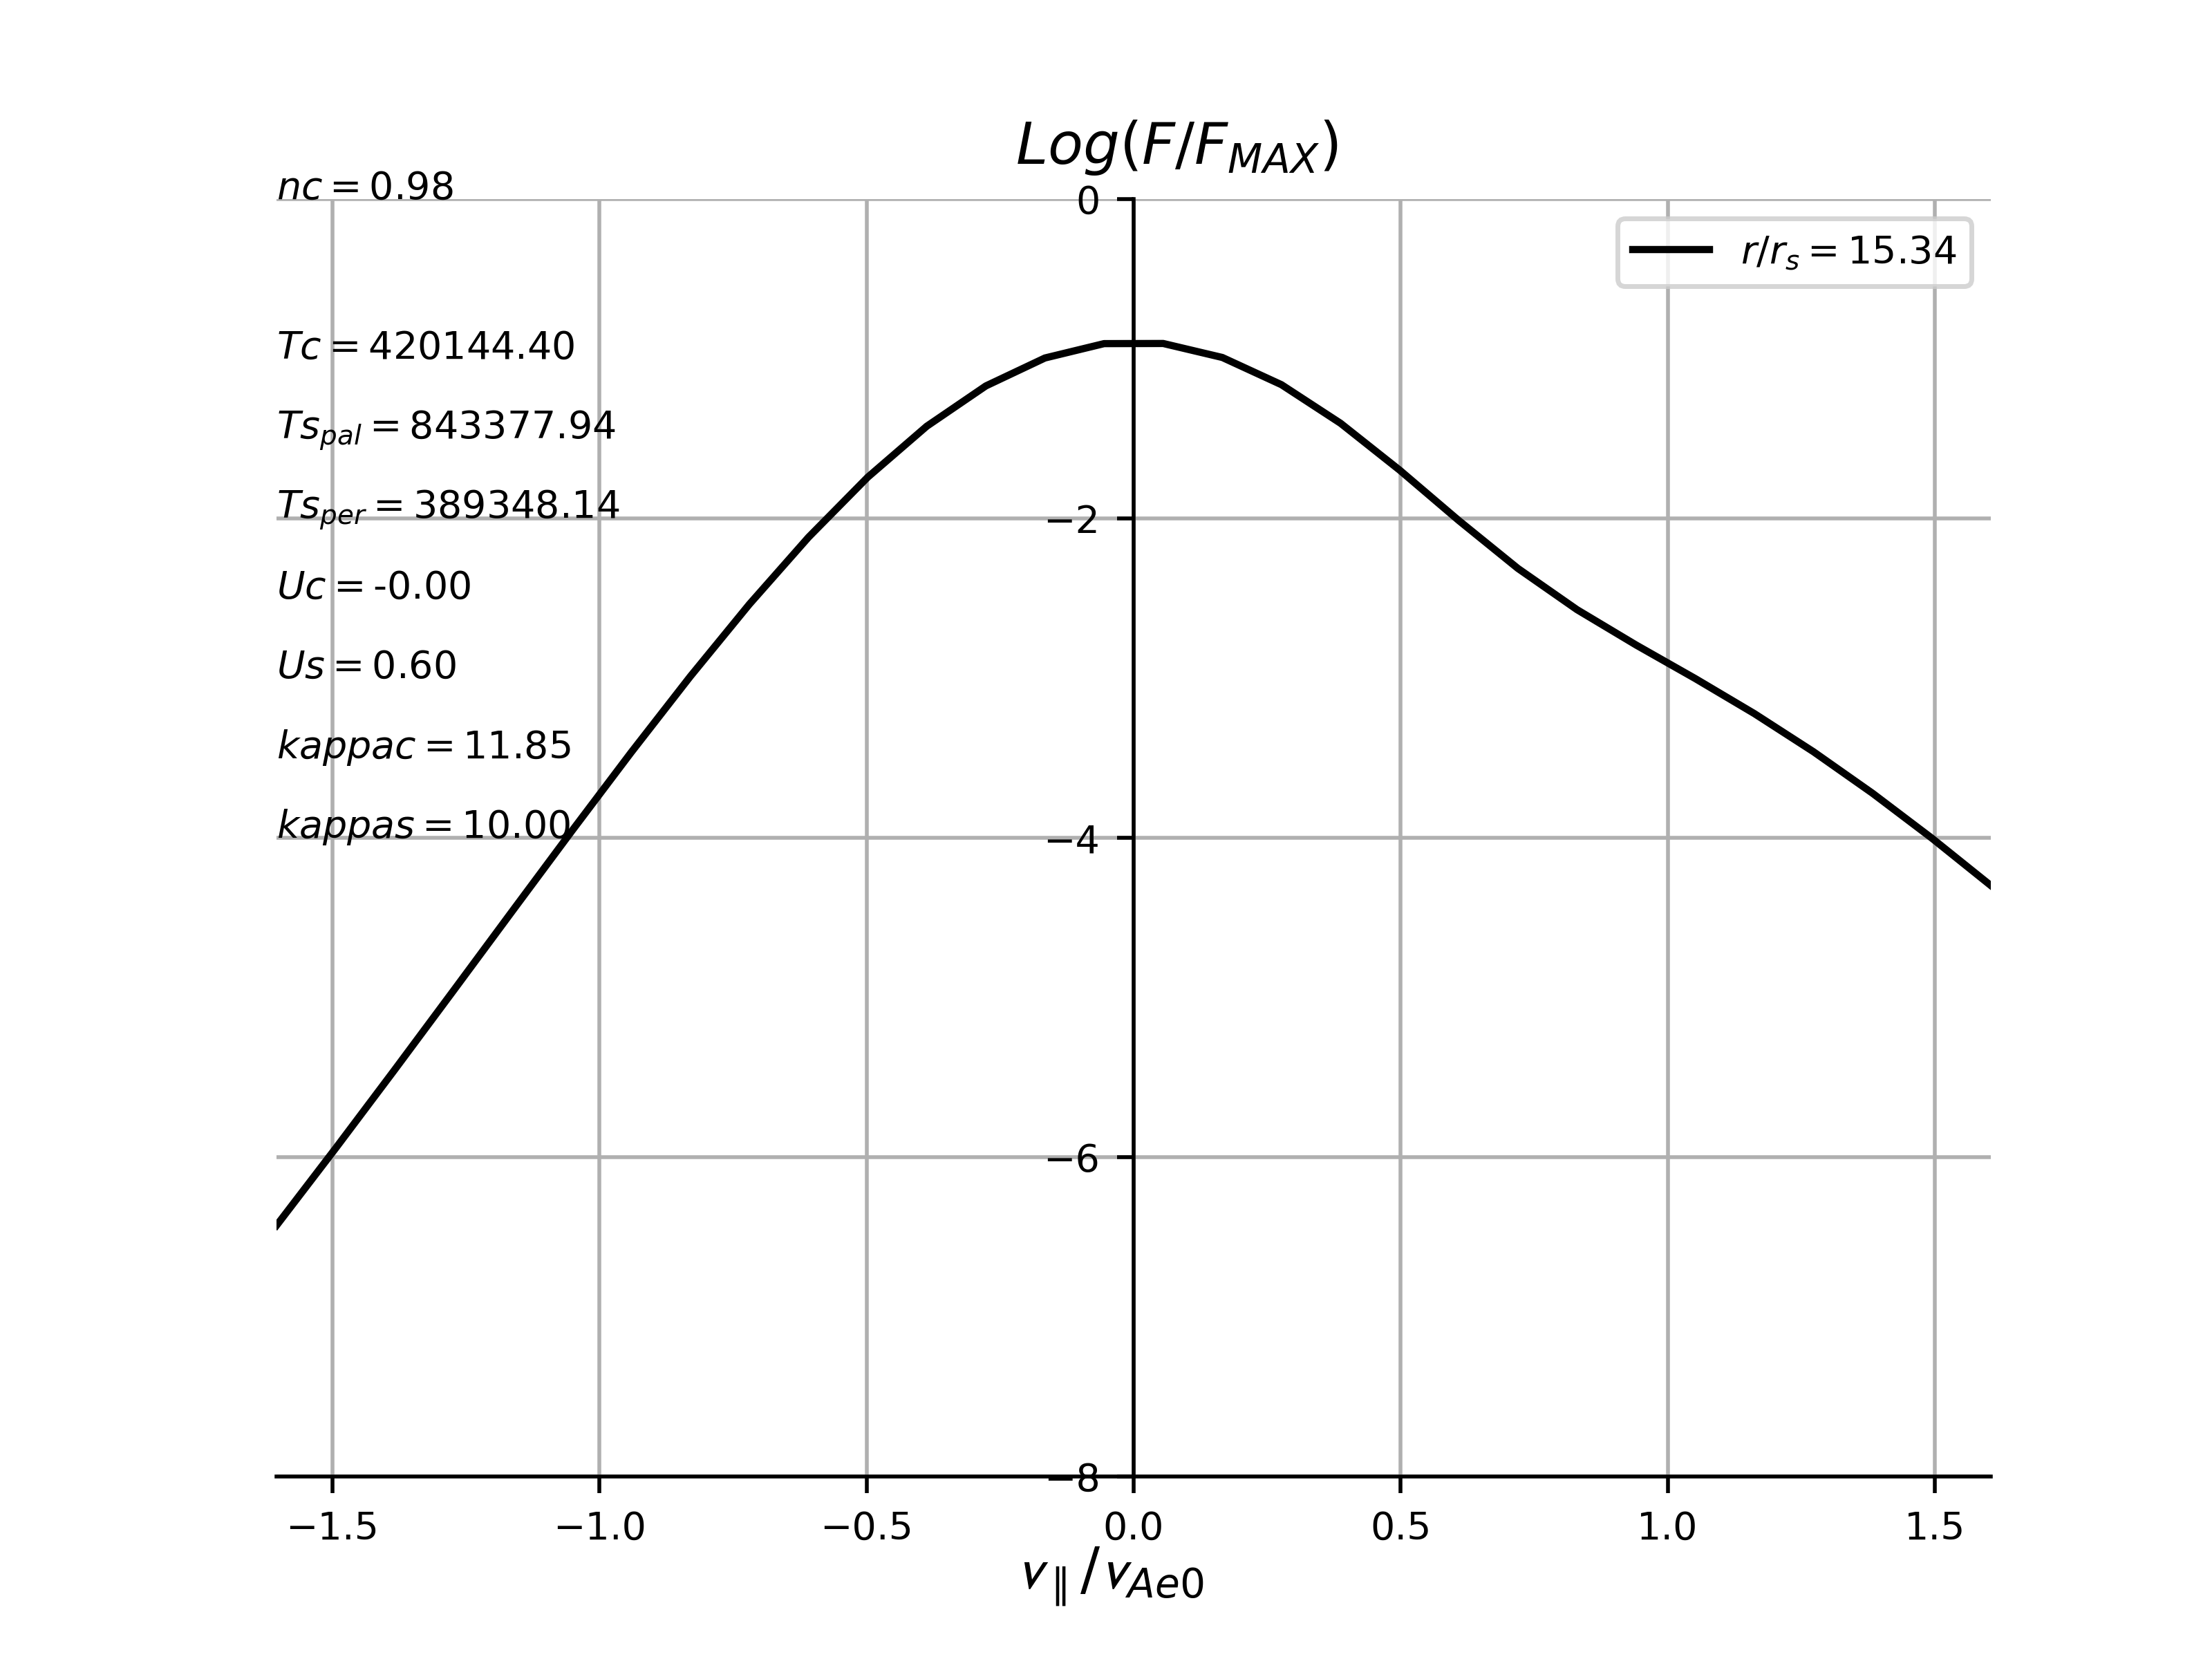 Log(F/F_MAX)
nc = 0.98
0
r/r_s = 15.34
Tc = 420144.40
Ts_pal = 843377.94
Ts_per = 389348.14
−2
Uc = -0.00
Us = 0.60
kappac = 11.85
kappas = 10.00
−4
−6
−8
−1.5 −1.0 −0.5 0.0 0.5 1.0 1.5
v_∥/v_Ae0